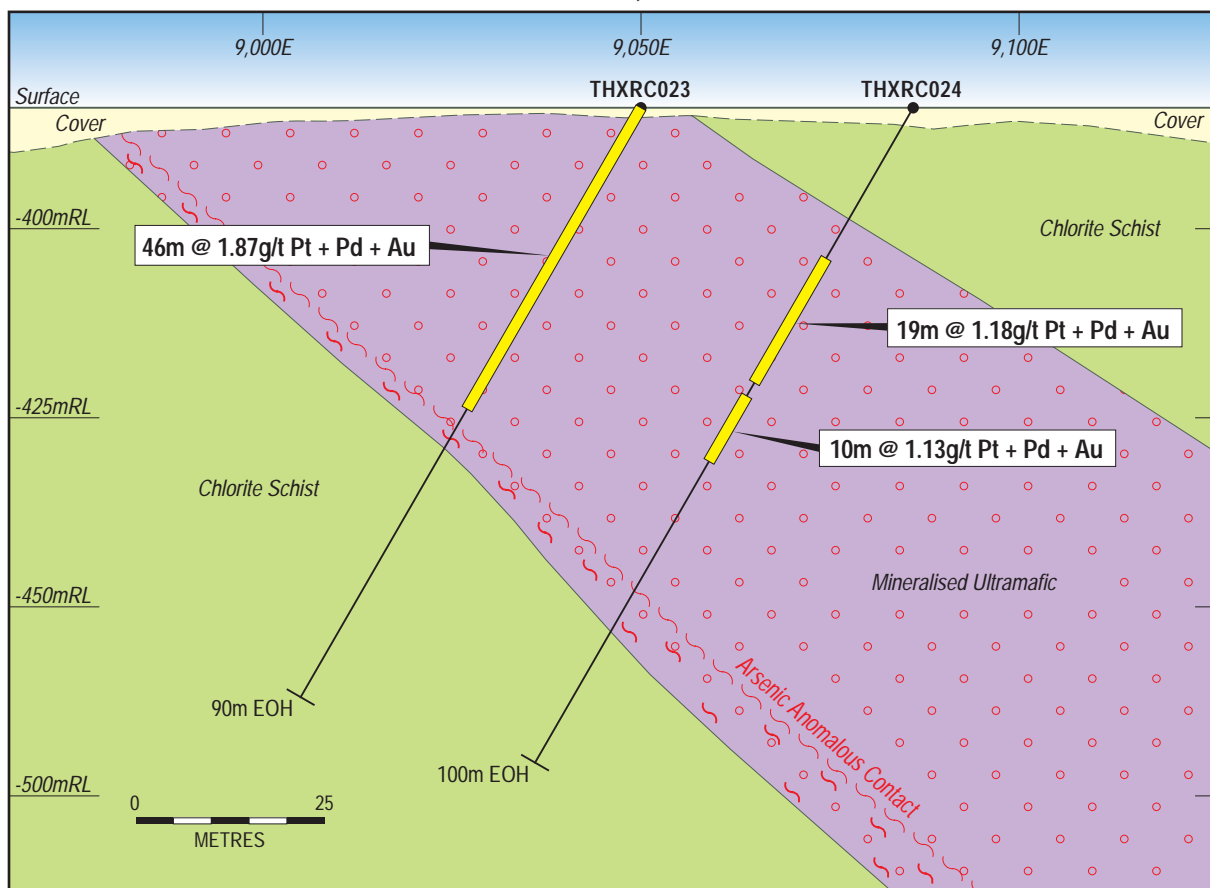 9,000E
9,050E
9,100E
THXRC023
THXRC024
Surface
Cover
Cover
-400mRL
Chlorite Schist
46m @ 1.87g/t Pt + Pd + Au
19m @ 1.18g/t Pt + Pd + Au
-425mRL
10m @ 1.13g/t Pt + Pd + Au
Chlorite Schist
Mineralised Ultramafic
-450mRL
Arsenic Anomalous Contact
90m EOH
100m EOH
-500mRL
0 25
METRES